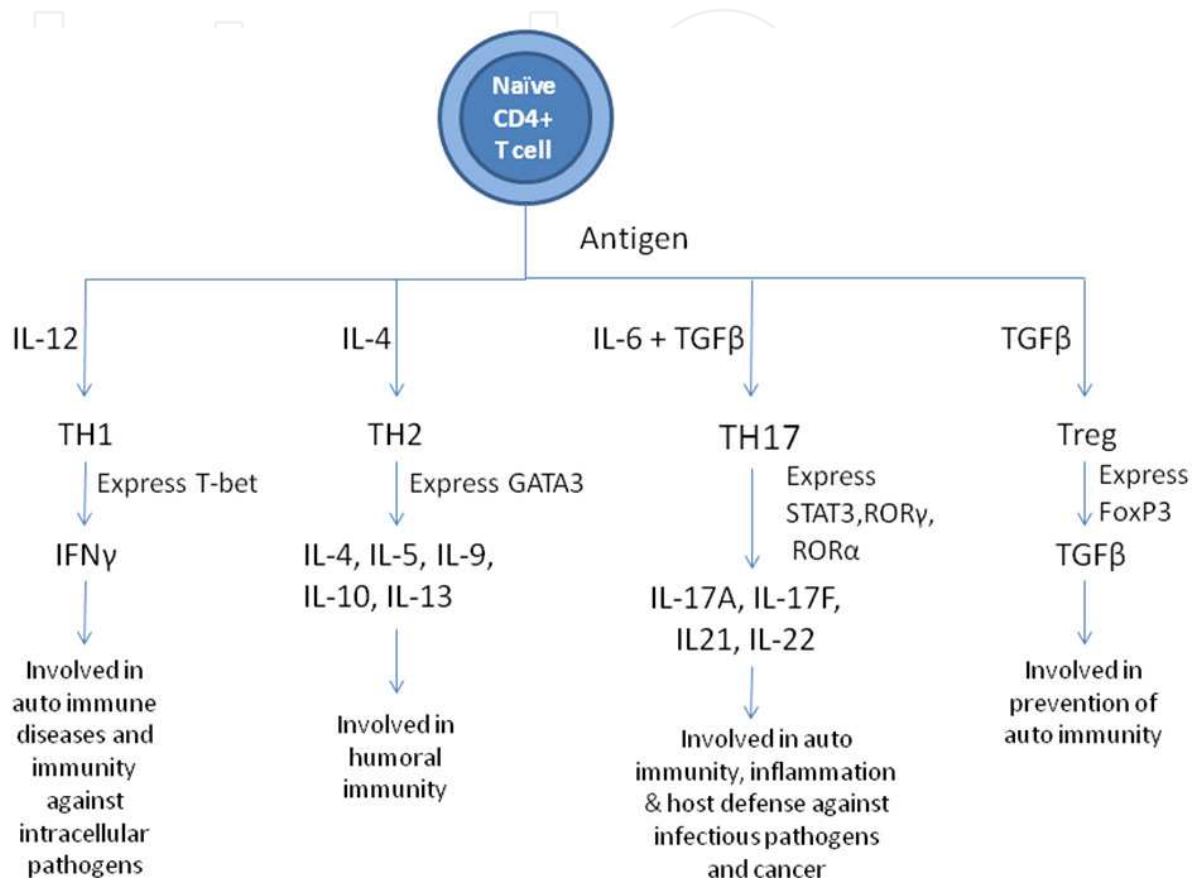 Naïve
CD4+
T cell
Antigen
IL-12
IL-4
IL-6 + TGFβ
TGFβ
TH1
TH2
TH17
Treg
Express T-bet
Express GATA3
Express
STAT3,RORγ,
RORα
Express
FoxP3
IFNγ
IL-4, IL-5, IL-9,
IL-10, IL-13
IL-17A, IL-17F,
IL21, IL-22
TGFβ
Involved in
auto immune
diseases and
immunity
against
intracellular
pathogens
Involved in
humoral
immunity
Involved in auto
immunity, inflammation
& host defense against
infectious pathogens
and cancer
Involved in
prevention of
auto immunity